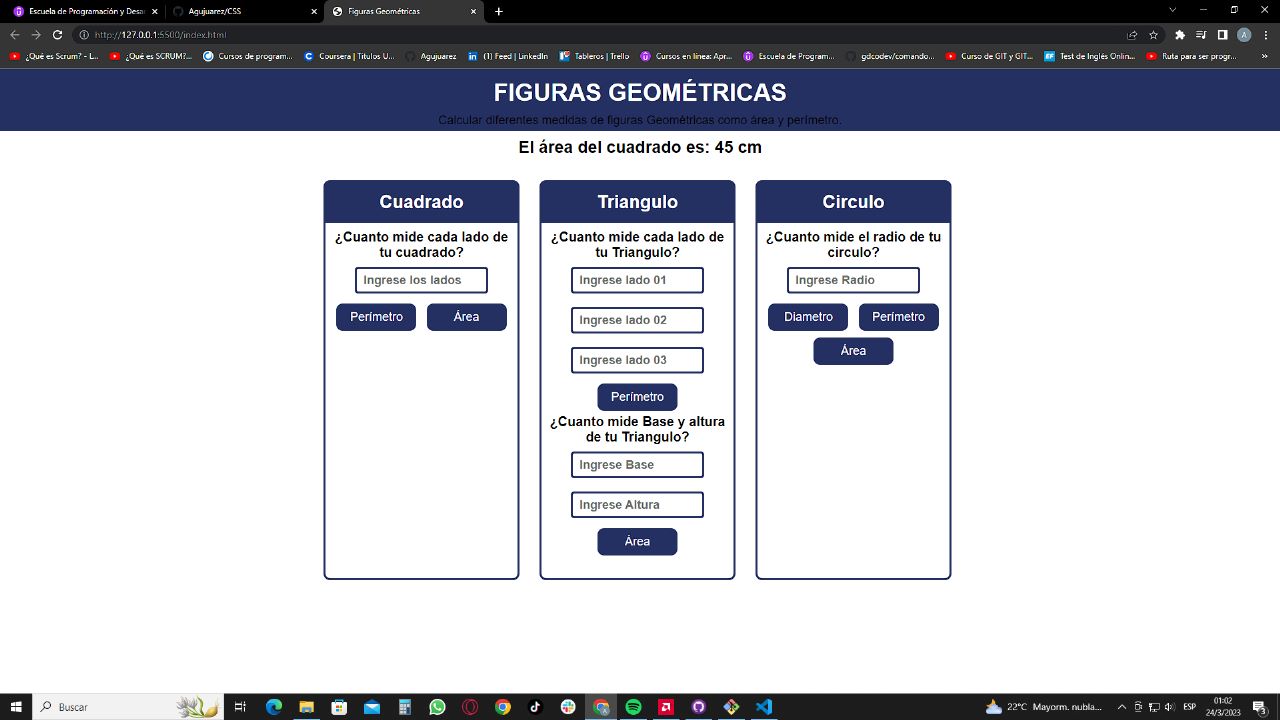 Escuela de Programación y Desar
Agujuarez/CSS
Figuras Geométricas
http://127.0.0.1:5500/index.html
A
¿Qué es Scrum? - L...
¿Qué es SCRUM?...
Cursos de program...
Coursera | Titulos U...
Aguajuarez
(1) Feed | LinkedIn
Tableros | Trello
Cursos en línea: Apr...
Escuela de Program...
gdcodev/comando...
Curso de GIT y GIT...
EF
Test de Inglés Onlin...
Ruta para ser progr...
FIGURAS GEOMÉTRICAS
Calcular diferentes medidas de figuras Geométricas como área y perímetro.
El área del cuadrado es: 45 cm
Cuadrado
¿Cuanto mide cada lado de
tu cuadrado?
Ingrese los lados
Perímetro
Área
Triangulo
¿Cuanto mide cada lado de
tu Triangulo?
Ingrese lado 01
Ingrese lado 02
Ingrese lado 03
Perímetro
¿Cuanto mide Base y altura
de tu Triangulo?
Ingrese Base
Ingrese Altura
Área
Circulo
¿Cuanto mide el radio de tu
circulo?
Ingrese Radio
Diametro
Perímetro
Área
Buscar
22°C Mayorm. nubla...
ESP
01:02
24/3/2023